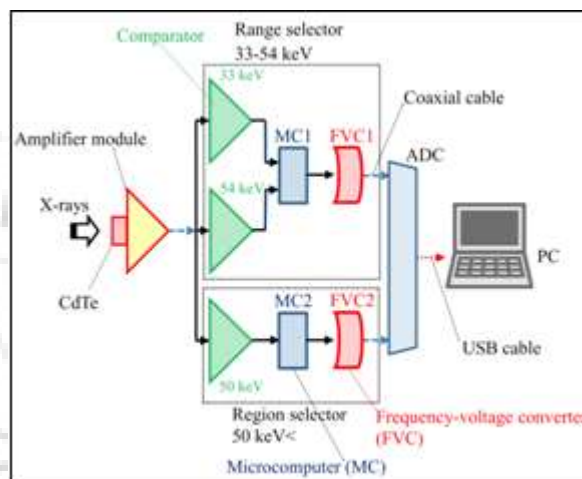 Comparator
Range selector
33-54 keV
33 keV
Coaxial cable
MC1
FVC1
ADC
Amplifier module
54 keV
X-rays
PC
CdTe
MC2
FVC2
USB cable
50 keV
Region selector
50 keV<
Frequency-voltage converter
(FVC)
Microcomputer (MC)